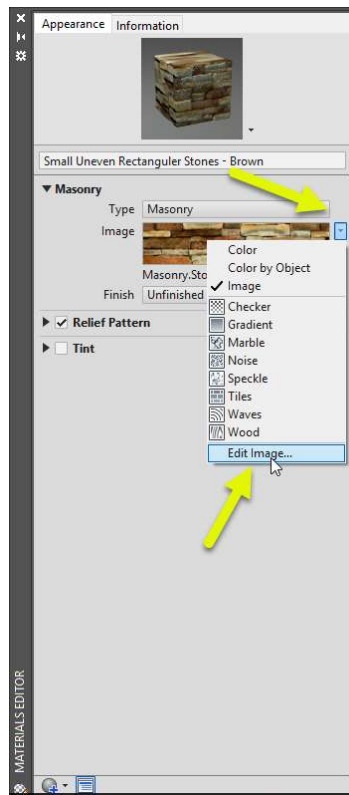 Appearance Information
Small Uneven Rectanguler Stones - Brown
Masonry
Type Masonry
Image
Color
Color by Object
Image
Masonry.Sto
Checker
Finish Unfinished
Gradient
Relief Pattern
Marble
Tint
Noise
Speckle
Tiles
Waves
Wood
Edit Image...
MATERIALS EDITOR